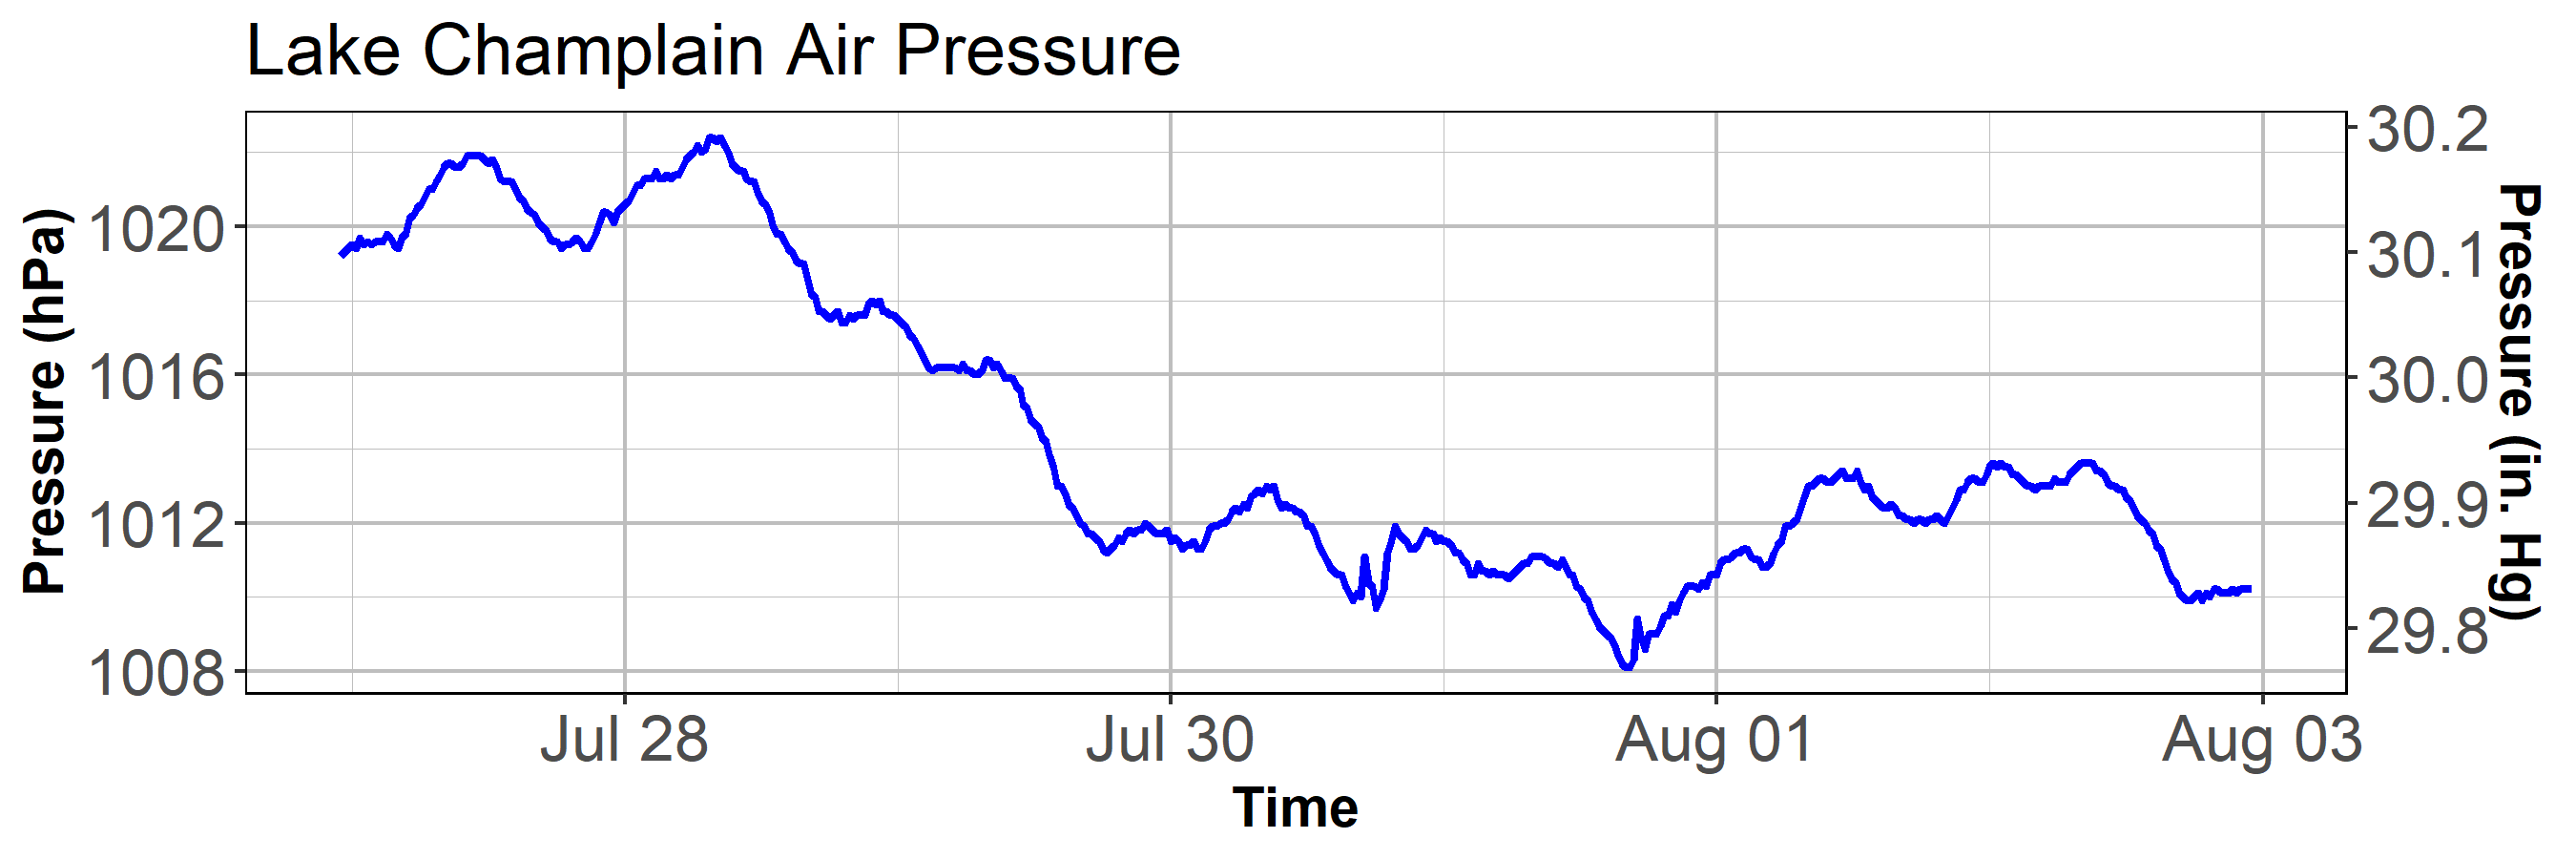 Lake Champlain Air Pressure
Pressure (hPa)
1020
1016
1012
1008
30.2
30.1
30.0
29.9
29.8
Pressure (in. Hg)
Jul 28 Jul 30 Aug 01 Aug 03
Time